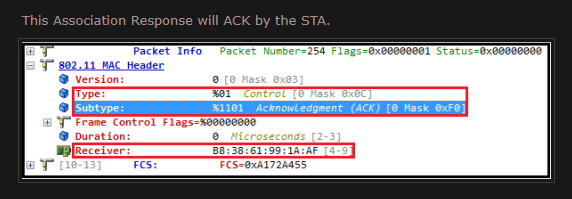 This Association Response will ACK by the STA.
Packet Info Packet Number=254 Flags=0x00000001 Status=0x00000000
802.11 MAC Header
Version: 0 [0 Mask 0x03]
Type: %01 Control [0 Mask 0x0C]
Subtype: %1101 Acknowledgment (ACK) [0 Mask 0xF0]
Frame Control Flags=%00000000
Duration: 0 Microseconds [2-3]
Receiver: B8:38:61:99:1A:AF [4-9]
[10-13] FCS: FCS=0xA172A455